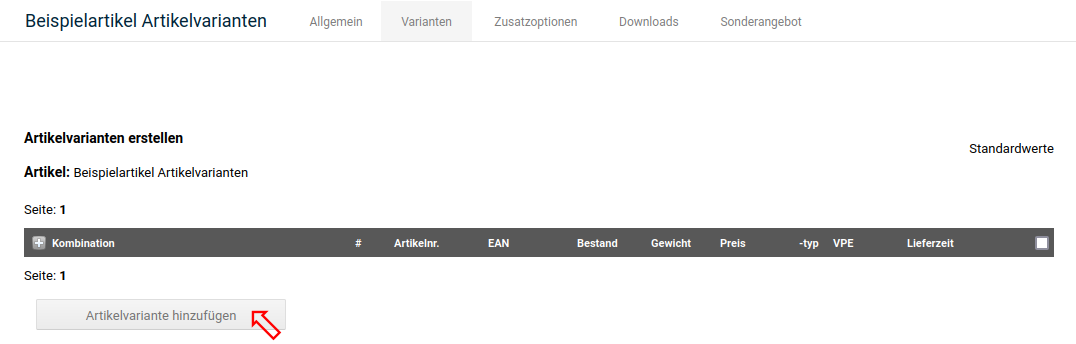 Beispielartikel Artikelvarianten Allgemein Varianten Zusatzoptionen Downloads Sonderangebot
Artikelvarianten erstellen
Standardwerte
Artikel: Beispielartikel Artikelvarianten
Seite: 1
Kombination # Artikelnr. EAN Bestand Gewicht Preis -typ VPE Lieferzeit
Seite: 1
Artikelvariante hinzufügen